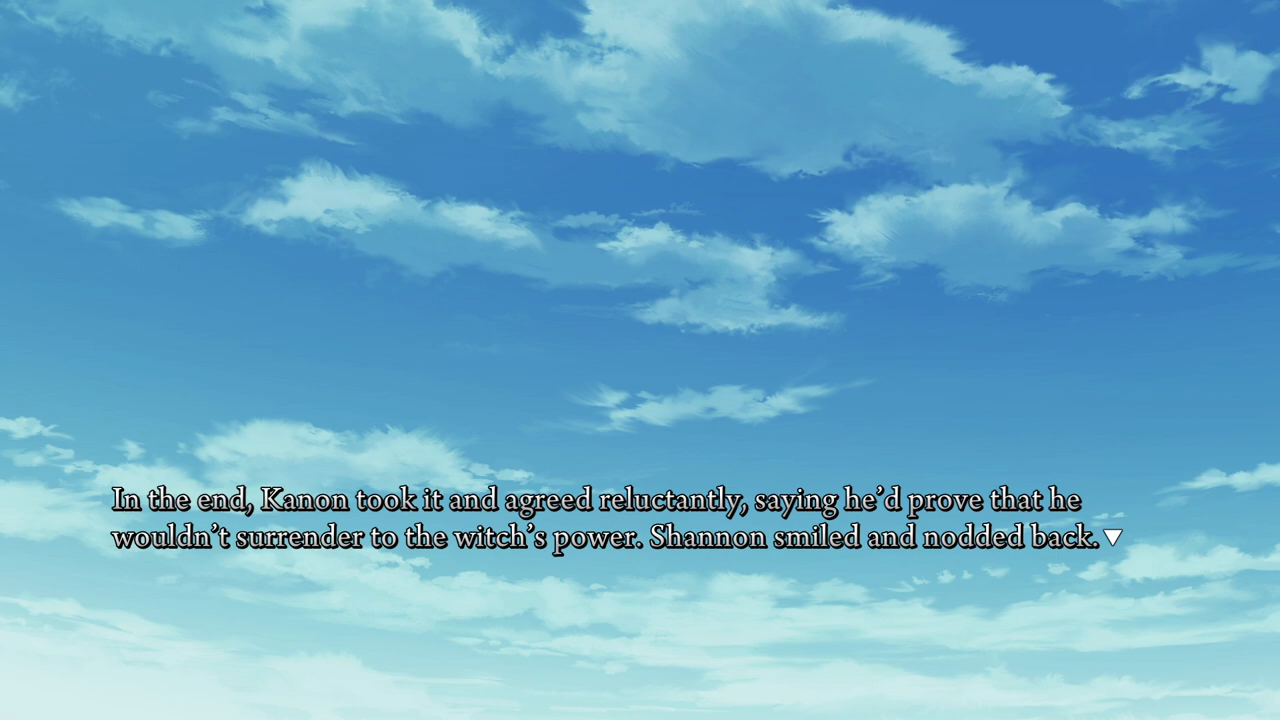 In the end, Kanon took it and agreed reluctantly, saying he’d prove that he
wouldn’t surrender to the witch’s power. Shannon smiled and nodded back.